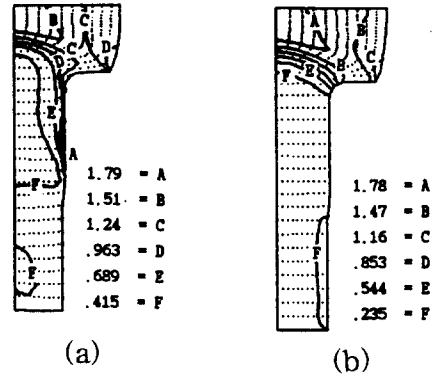 B C
D C D
E
A
F
F
1.79 = A
1.51 = B
1.24 = C
.963 = D
.689 = E
.415 = F
(a)
A B
C
F E B
F
1.78 = A
1.47 = B
1.16 = C
.853 = D
.544 = E
.235 = F
(b)